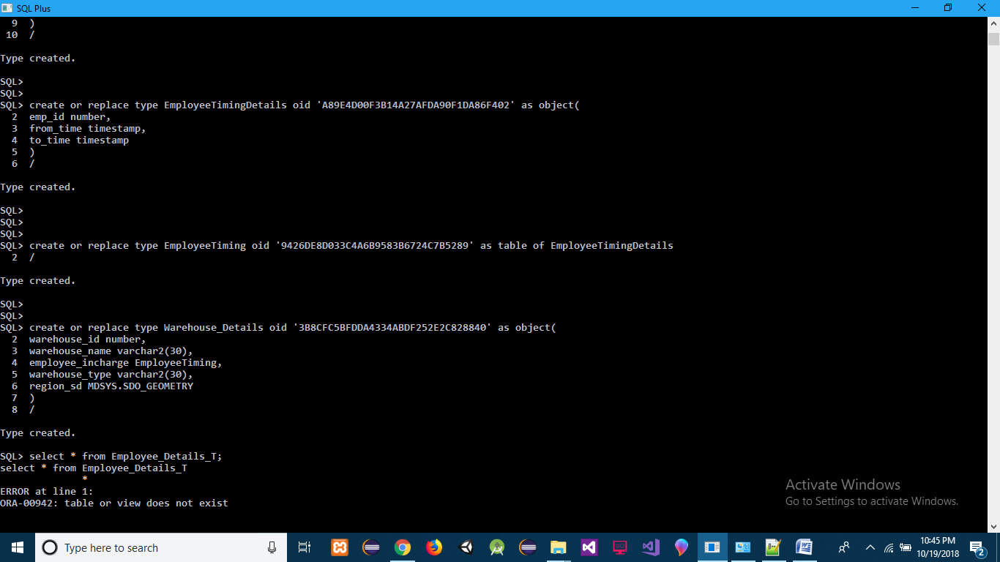 SQL Plus
9 )
10 /
Type created.
SQL>
SQL>
SQL> create or replace type EmployeeTimingDetails oid 'A89E4D00F3B14A27AFDA90F1DA86F402' as object(
2 emp_id number,
3 from_time timestamp,
4 to_time timestamp
5 )
6 /
Type created.
SQL>
SQL>
SQL>
SQL> create or replace type EmployeeTiming oid '9426DE8D033C4A6B9583B6724C7B5289' as table of EmployeeTimingDetails
2 /
Type created.
SQL>
SQL>
SQL> create or replace type Warehouse_Details oid '3B8CFC5BFDDA4334ABDF252E2C828840' as object(
2 warehouse_id number,
3 warehouse_name varchar2(30),
4 employee_incharge EmployeeTiming,
5 warehouse_type varchar2(30),
6 region_sd MDSYS.SDO_GEOMETRY
7 )
8 /
Type created.
SQL> select * from Employee_Details_T;
select * from Employee_Details_T
*
ERROR at line 1:
ORA-00942: table or view does not exist
Activate Windows
Go to Settings to activate Windows.
Type here to search
10:45 PM
10/19/2018
2